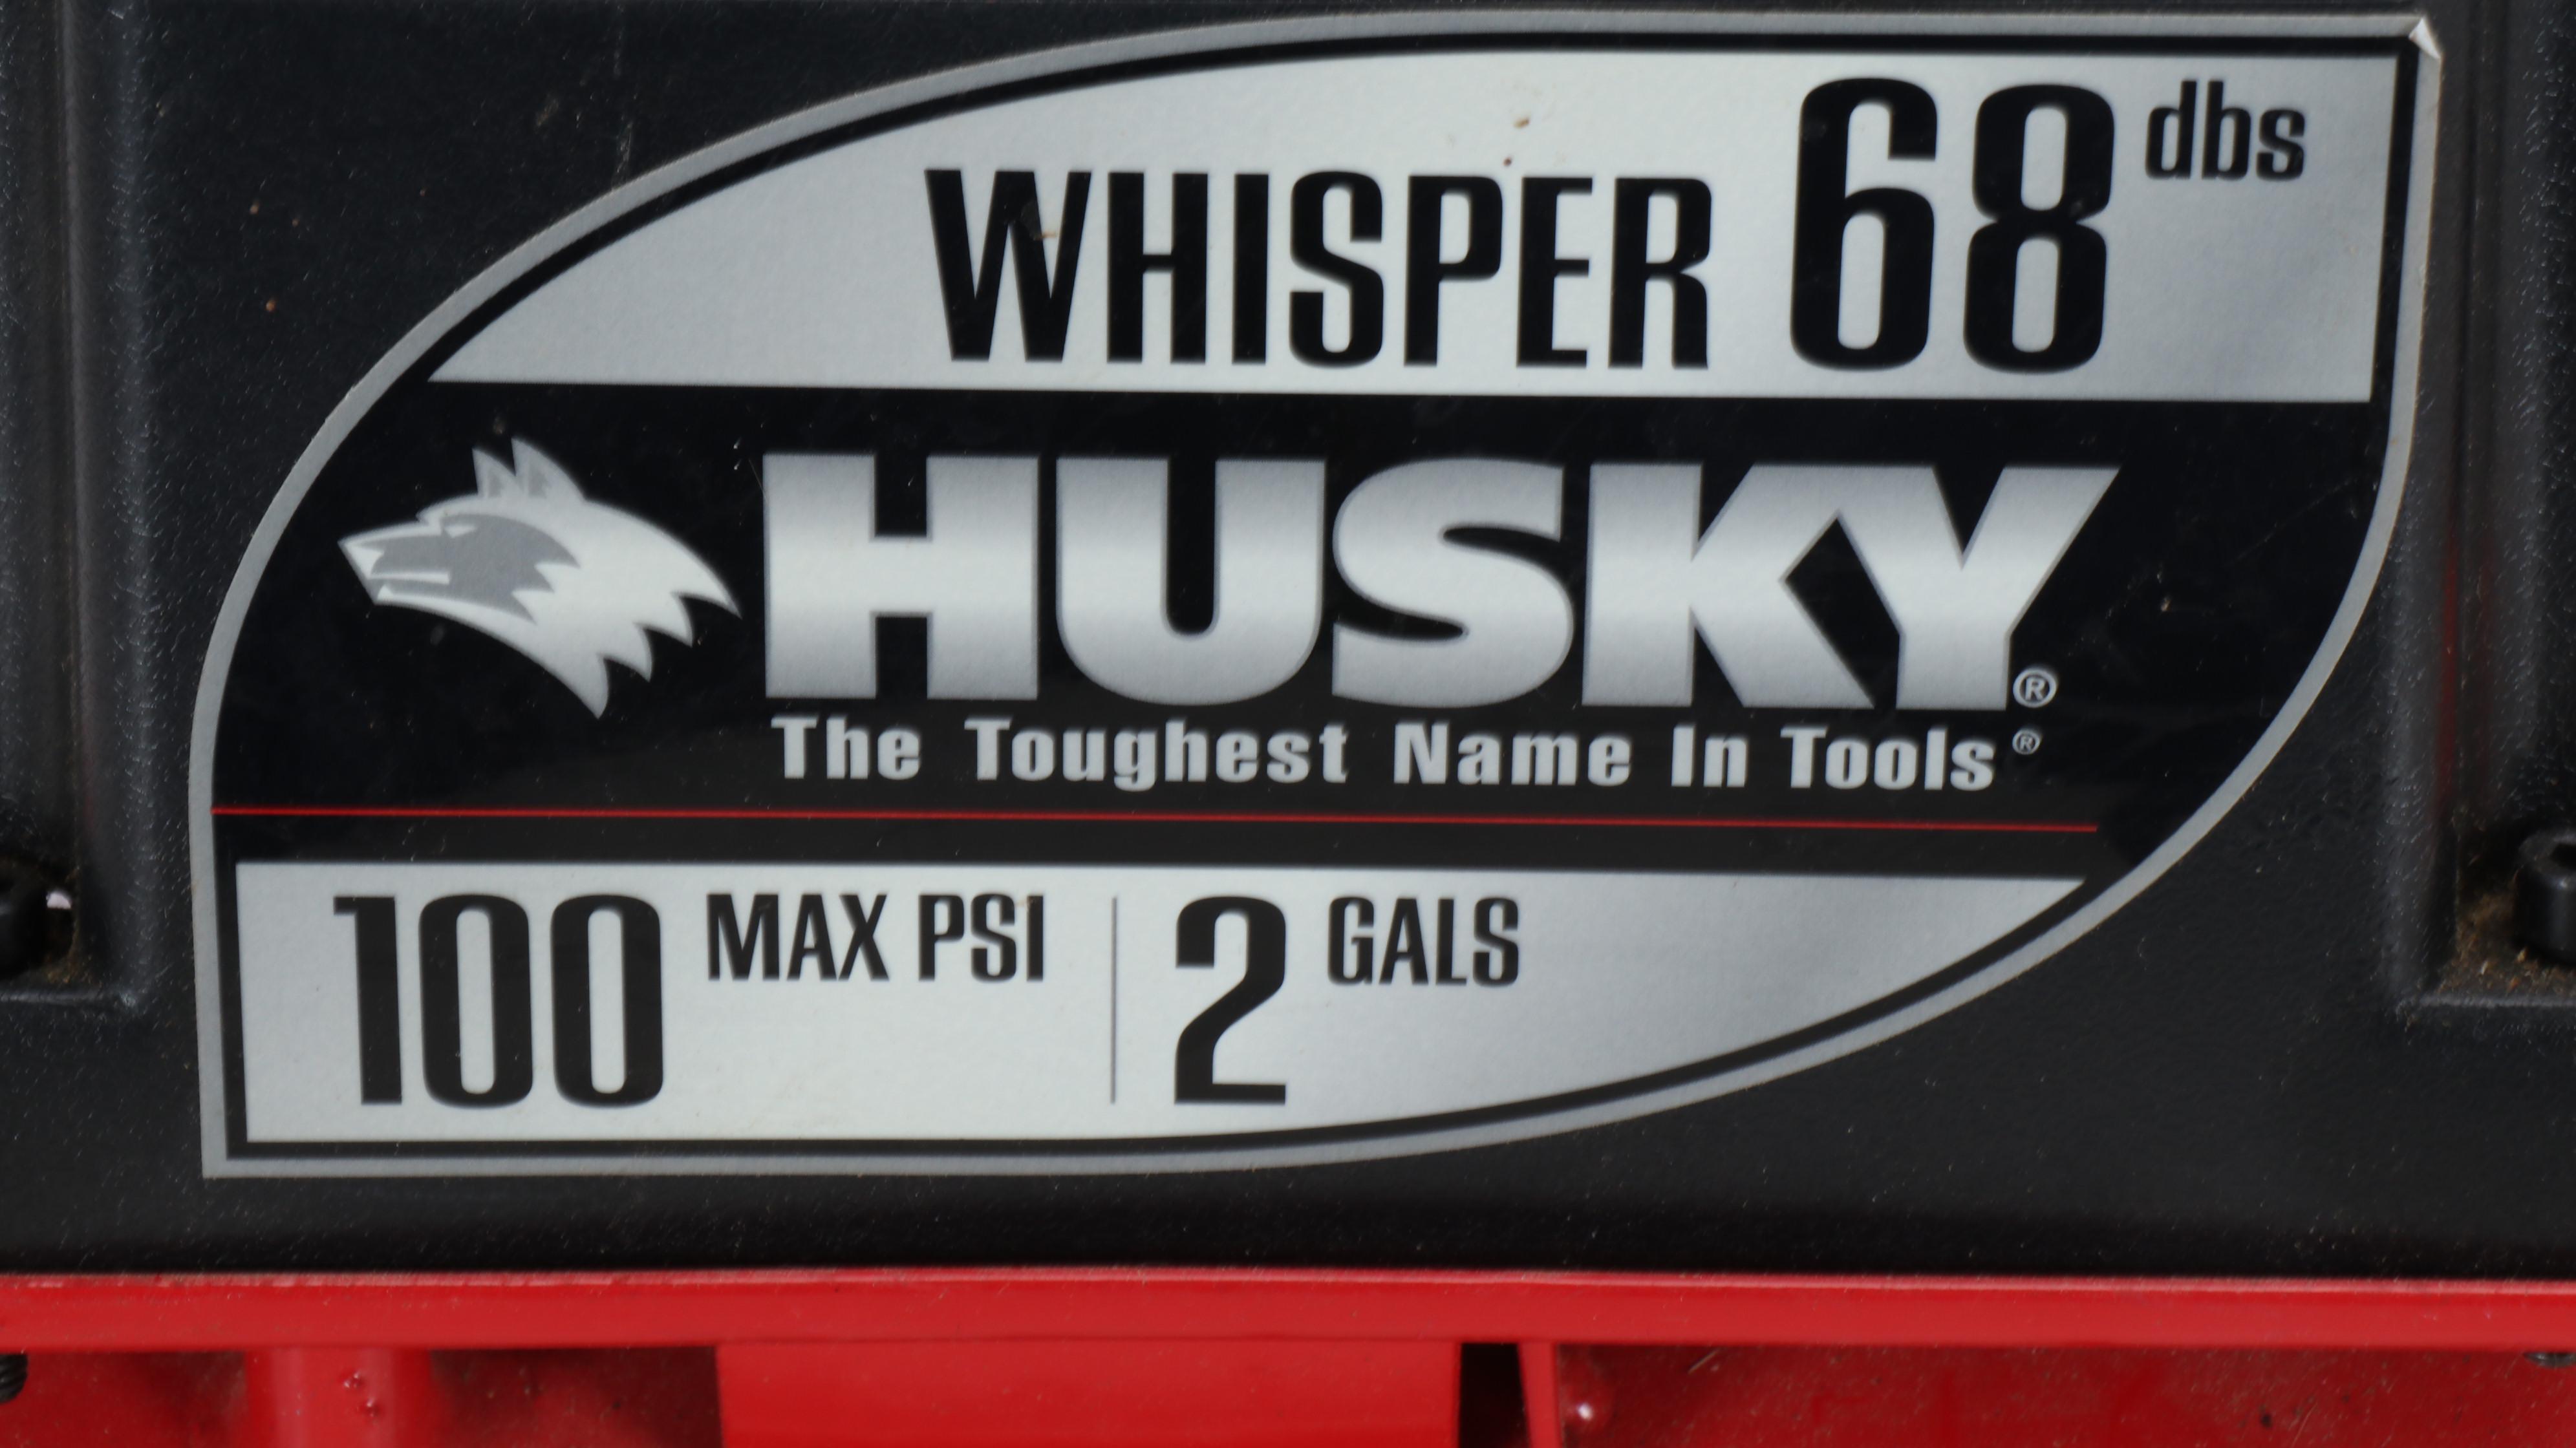 WHISPER 68 dbs
HUSKY®
The Toughest Name In Tools®
100 MAX PSI | 2 GALS